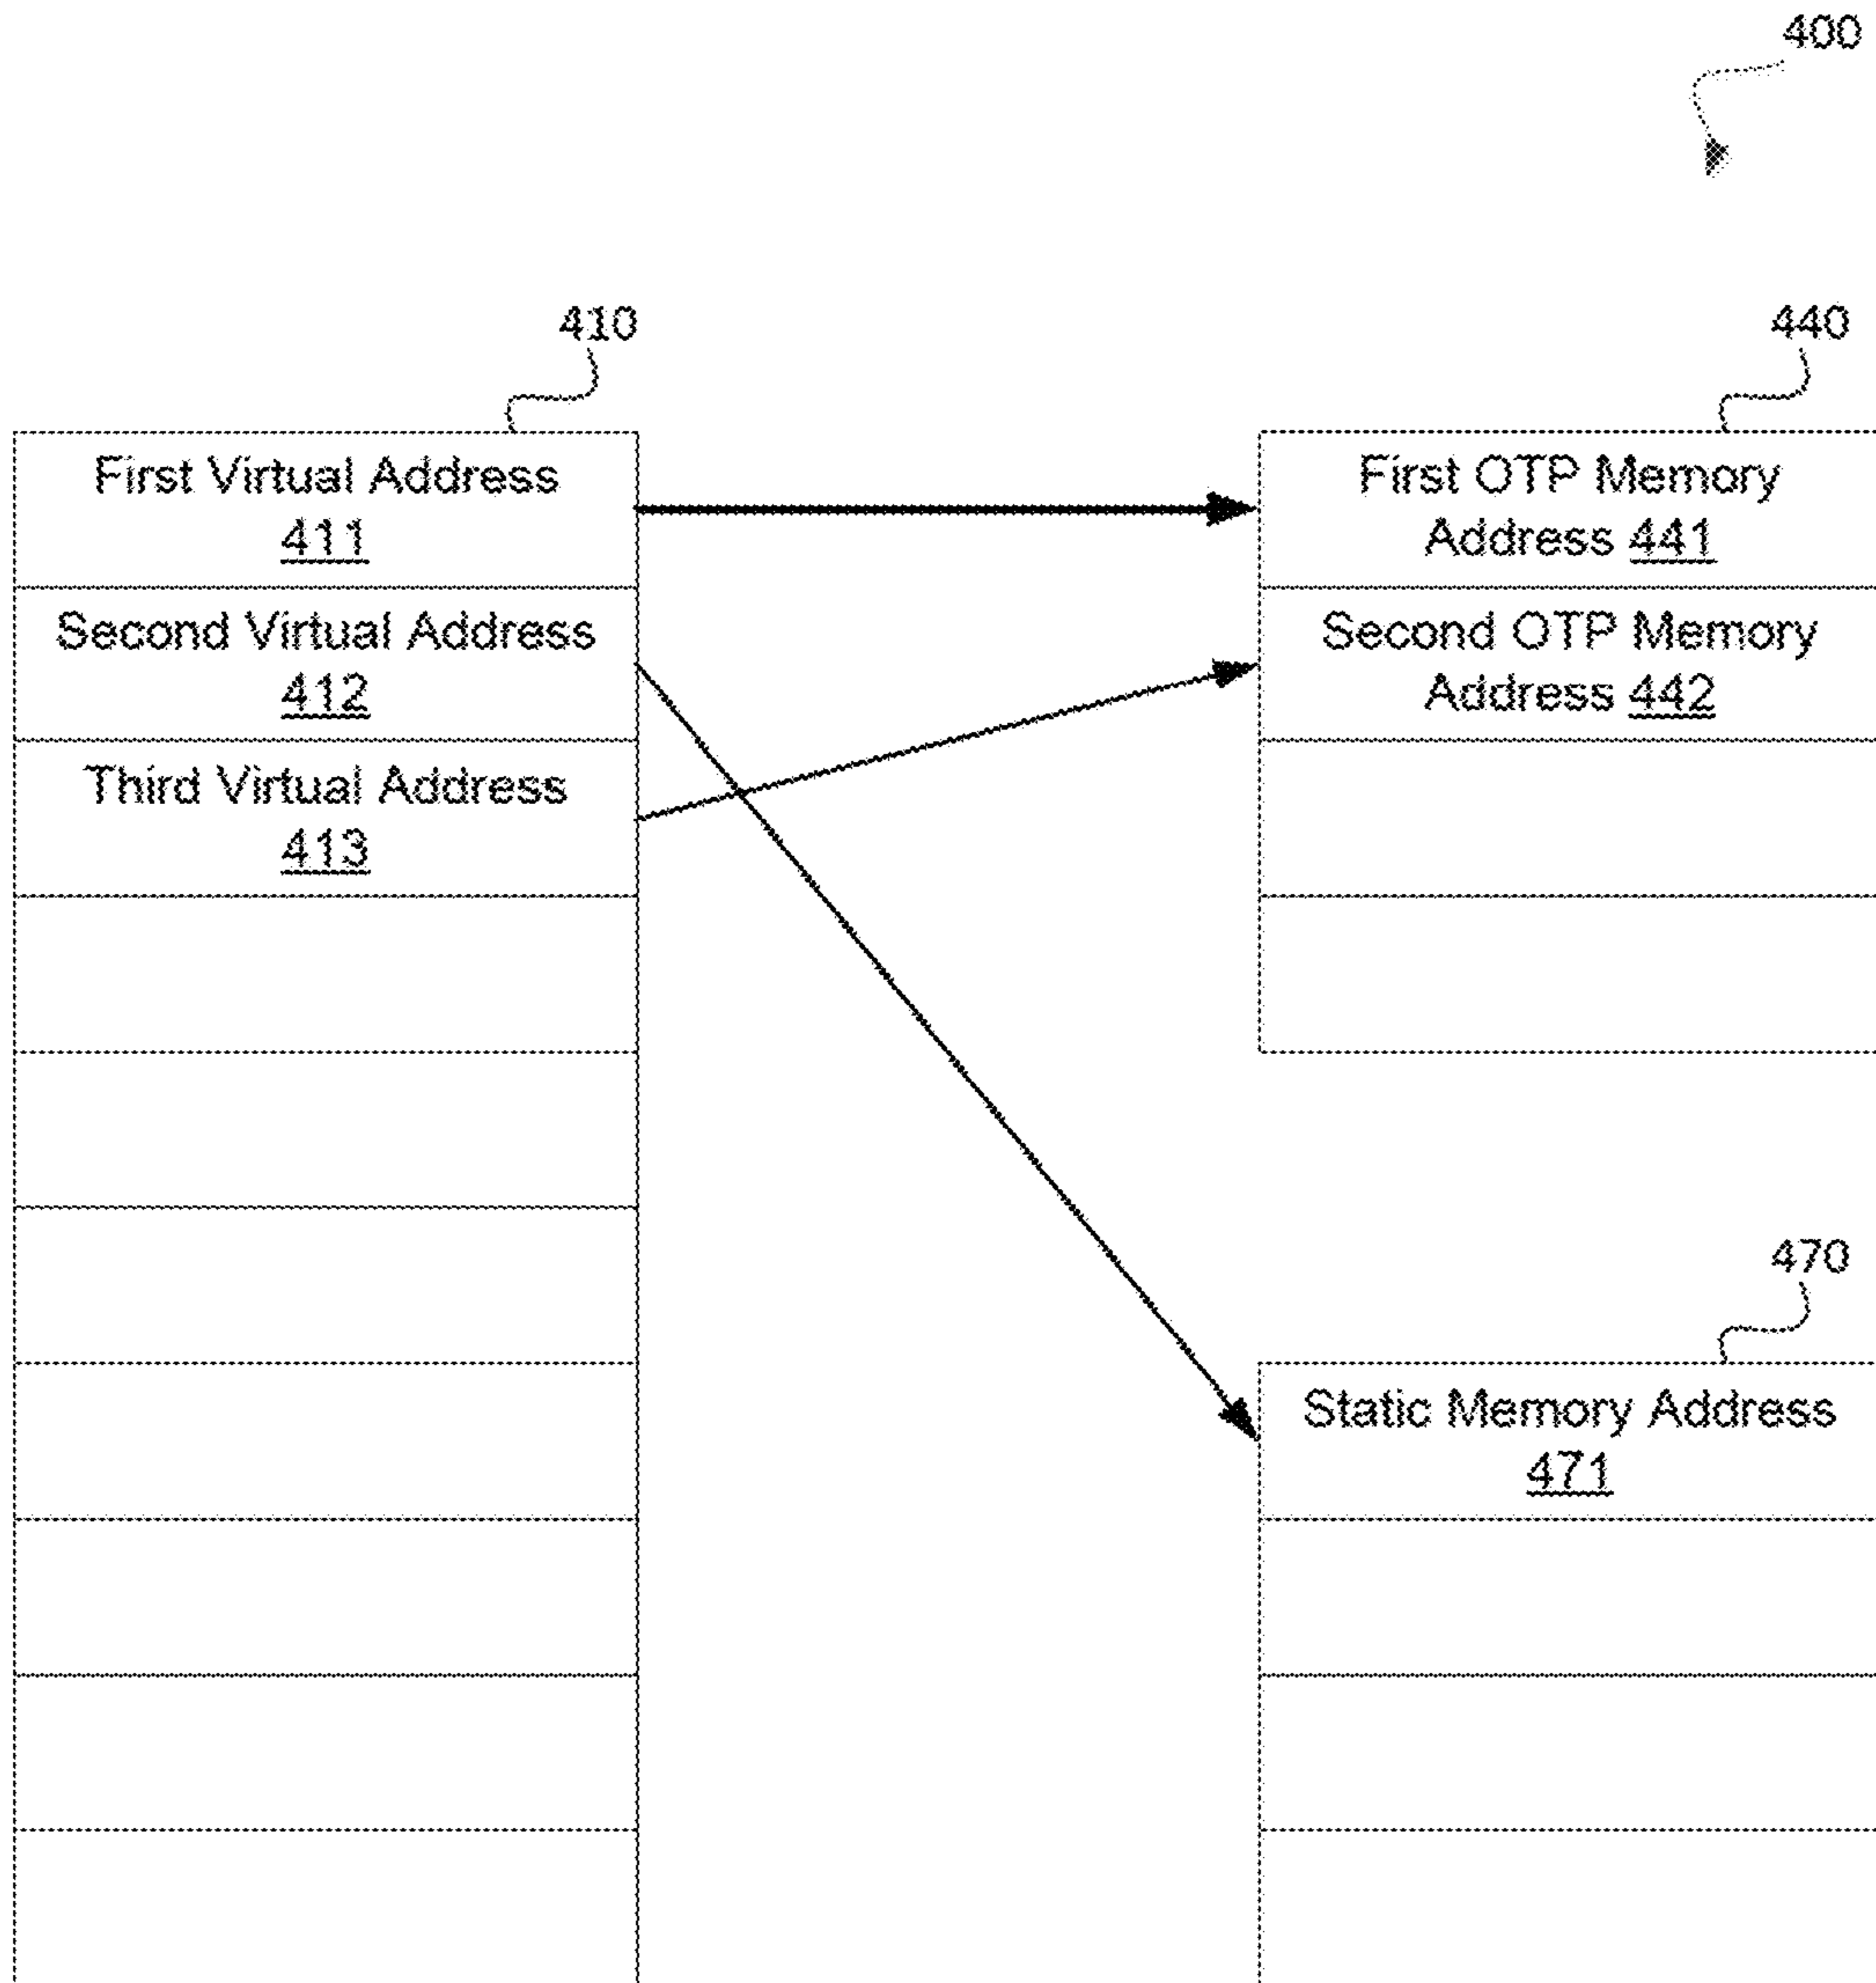 400
410
440
First Virtual Address
411
First OTP Memory
Address 441
Second Virtual Address
412
Second OTP Memory
Address 442
Third Virtual Address
413
470
Static Memory Address
471